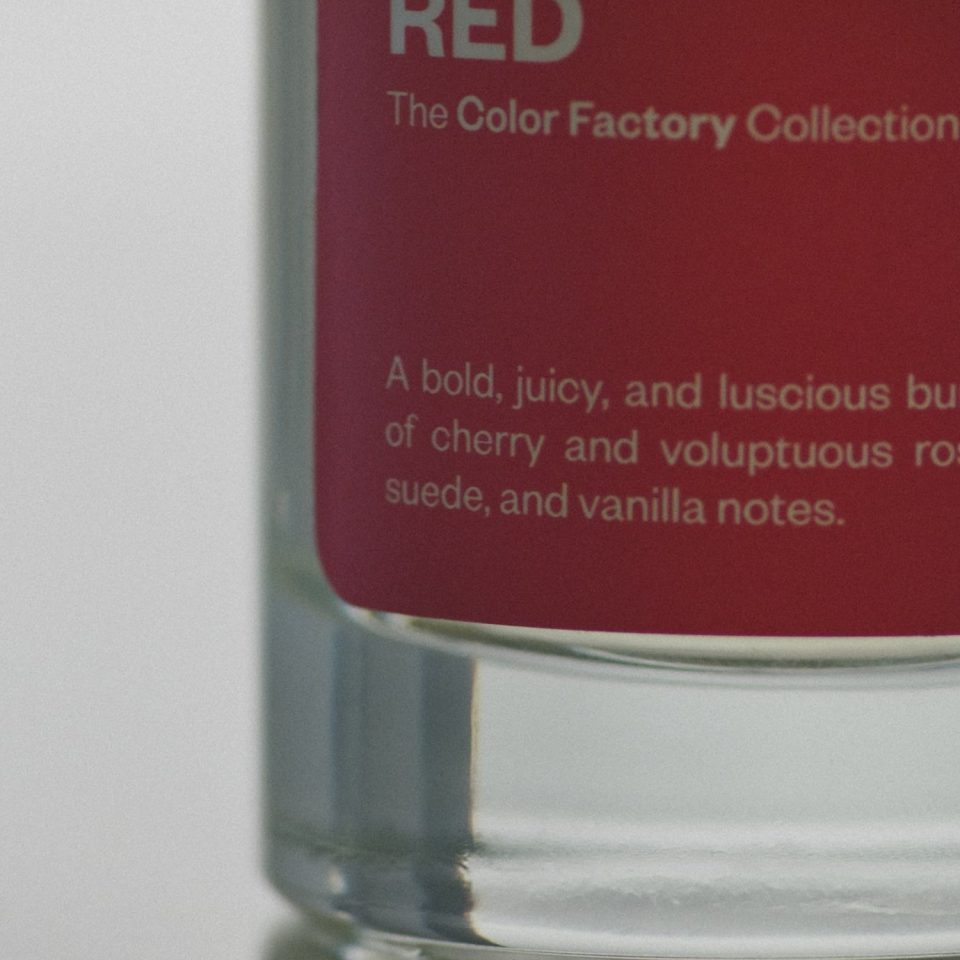 RED
The Color Factory Collection
A bold, juicy, and luscious
of cherry and voluptuous
suede, and vanilla notes.